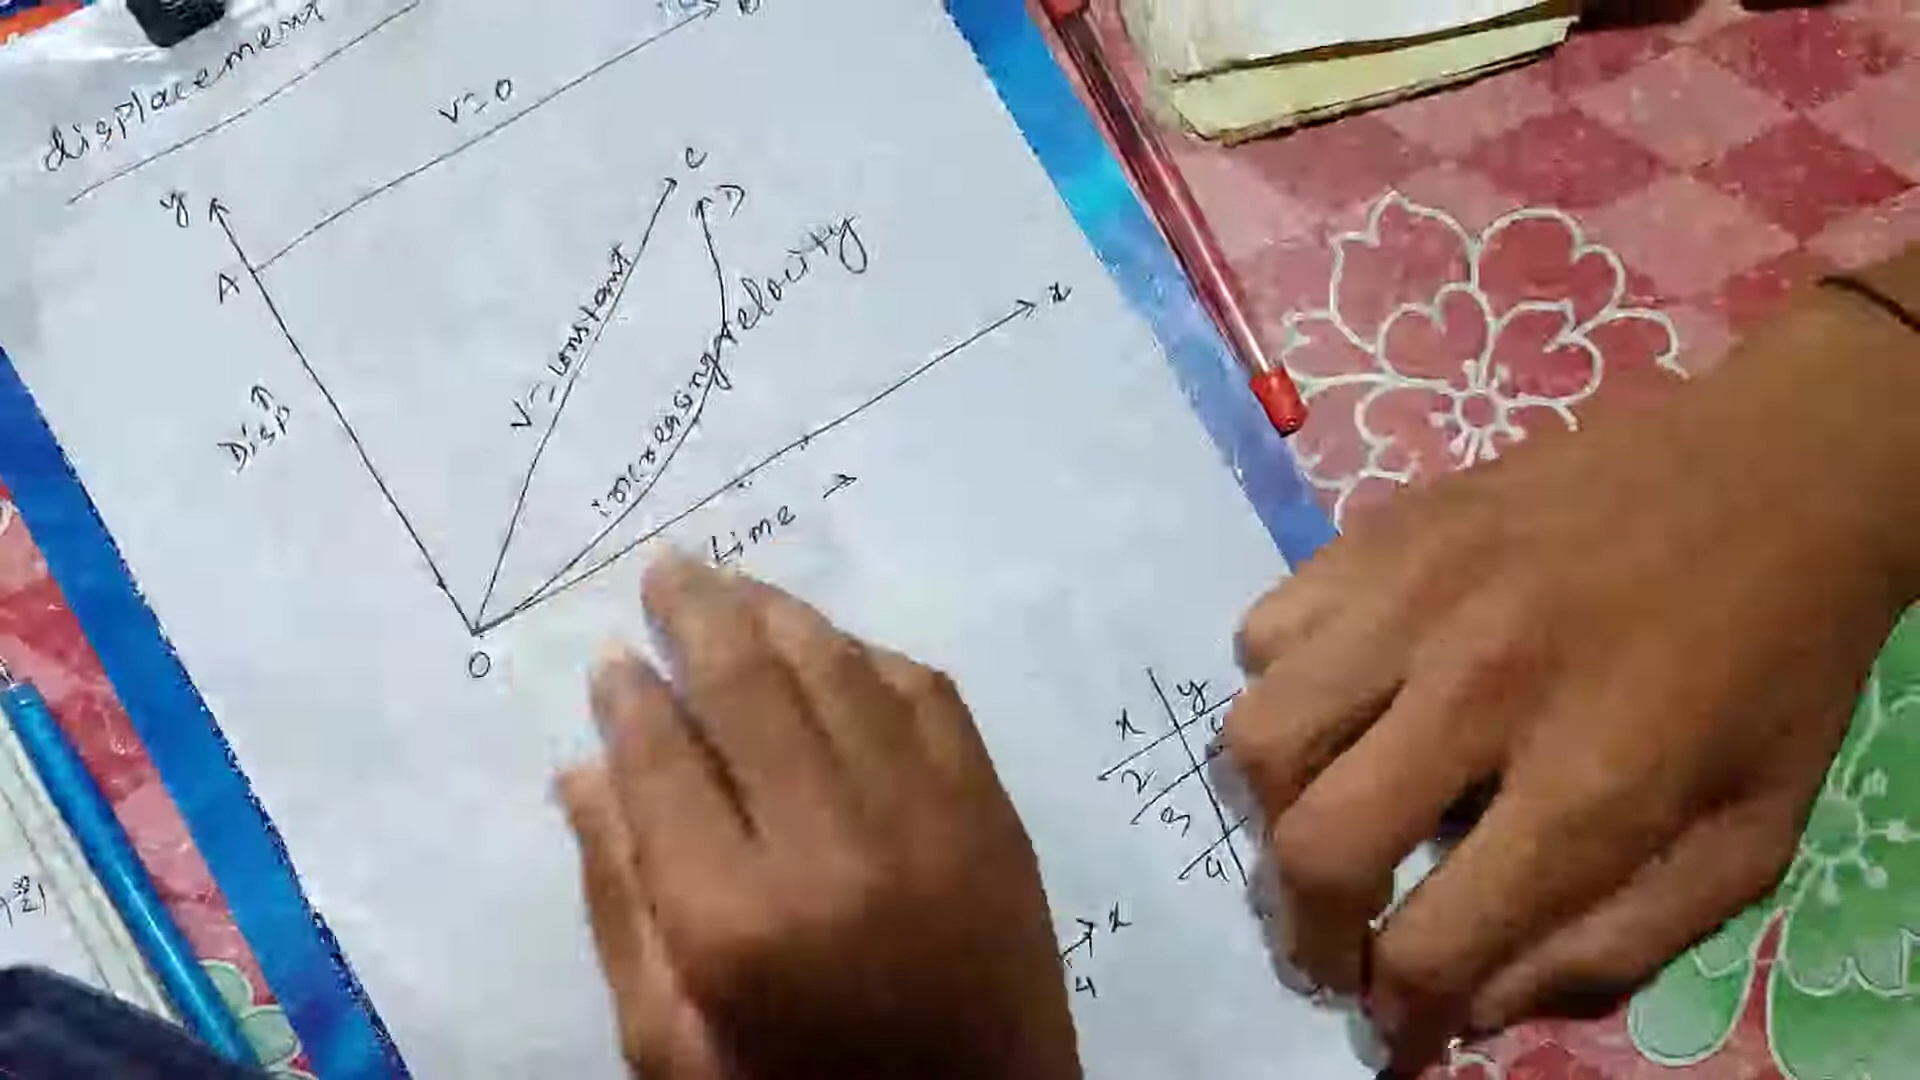 displacement
B
V=0
y
A
C
D
V=constant
increasing velocity
x
Disp
time →
O
x y
2
3
4
x
4